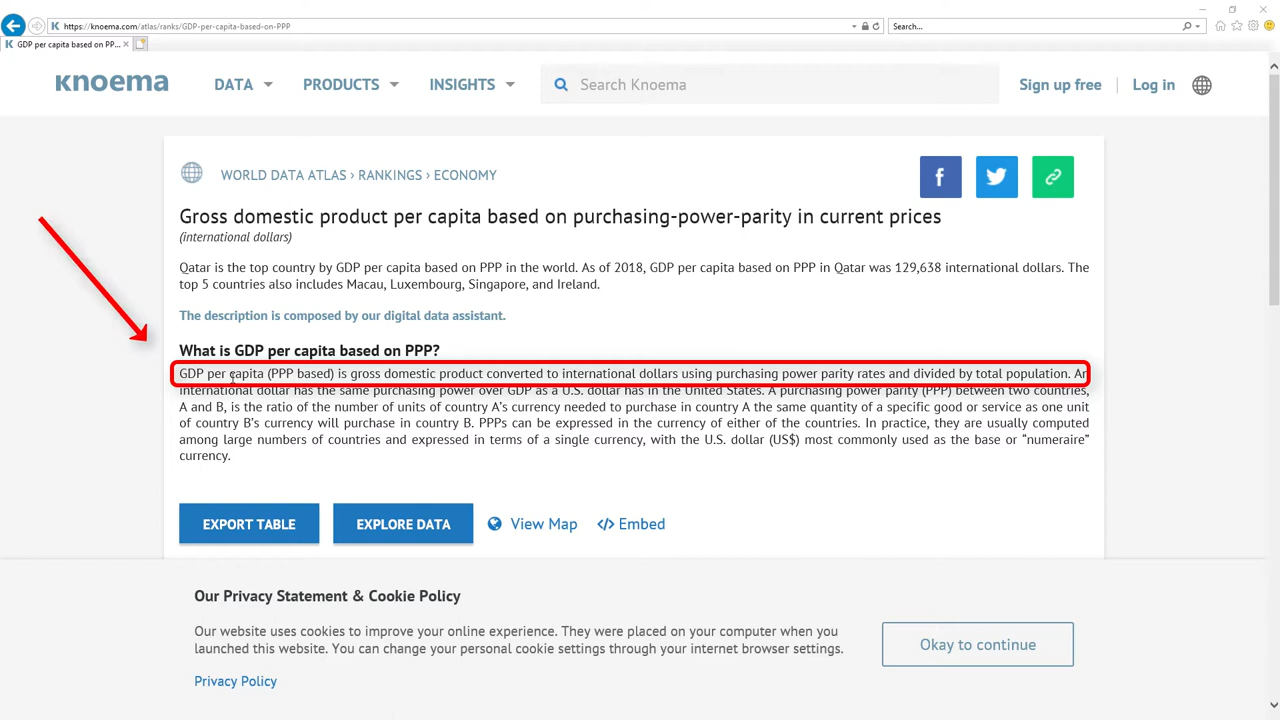 https://knoema.com/atlas/ranks/GDP-per-capita-based-on-PPP
Search...
GDP per capita based on PP...
knoema
DATA
PRODUCTS
INSIGHTS
Search Knoema
Sign up free
Log in
WORLD DATA ATLAS › RANKINGS › ECONOMY
Gross domestic product per capita based on purchasing-power-parity in current prices
(international dollars)
Qatar is the top country by GDP per capita based on PPP in the world. As of 2018, GDP per capita based on PPP in Qatar was 129,638 international dollars. The
top 5 countries also includes Macau, Luxembourg, Singapore, and Ireland.
The description is composed by our digital data assistant.
What is GDP per capita based on PPP?
GDP per capita (PPP based) is gross domestic product converted to international dollars using purchasing power parity rates and divided by total population. An
international dollar has the same purchasing power over GDP as a U.S. dollar has in the United States. A purchasing power parity (PPP) between two countries,
A and B, is the ratio of the number of units of country A's currency needed to purchase in country A the same quantity of a specific good or service as one unit
of country B's currency will purchase in country B. PPPs can be expressed in the currency of either of the countries. In practice, they are usually computed
among large numbers of countries and expressed in terms of a single currency, with the U.S. dollar (US$) most commonly used as the base or “numeraire”
currency.
EXPORT TABLE
EXPLORE DATA
View Map
</> Embed
Our Privacy Statement & Cookie Policy
Our website uses cookies to improve your online experience. They were placed on your computer when you
launched this website. You can change your personal cookie settings through your internet browser settings.
Okay to continue
Privacy Policy